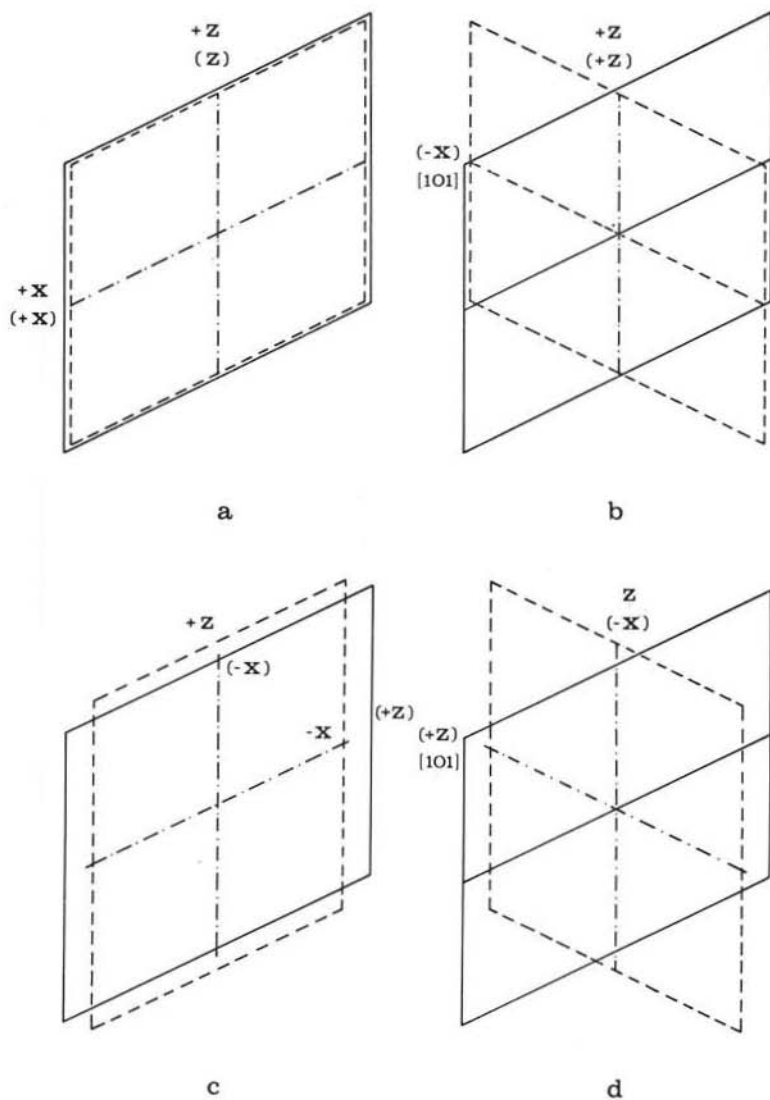 +Z
(Z)
+X
(+X)
a
+Z
(+Z)
(-X)
[101]
b
+Z
(-X)
-X
(+Z)
c
Z
(-X)
(+Z)
[101]
d